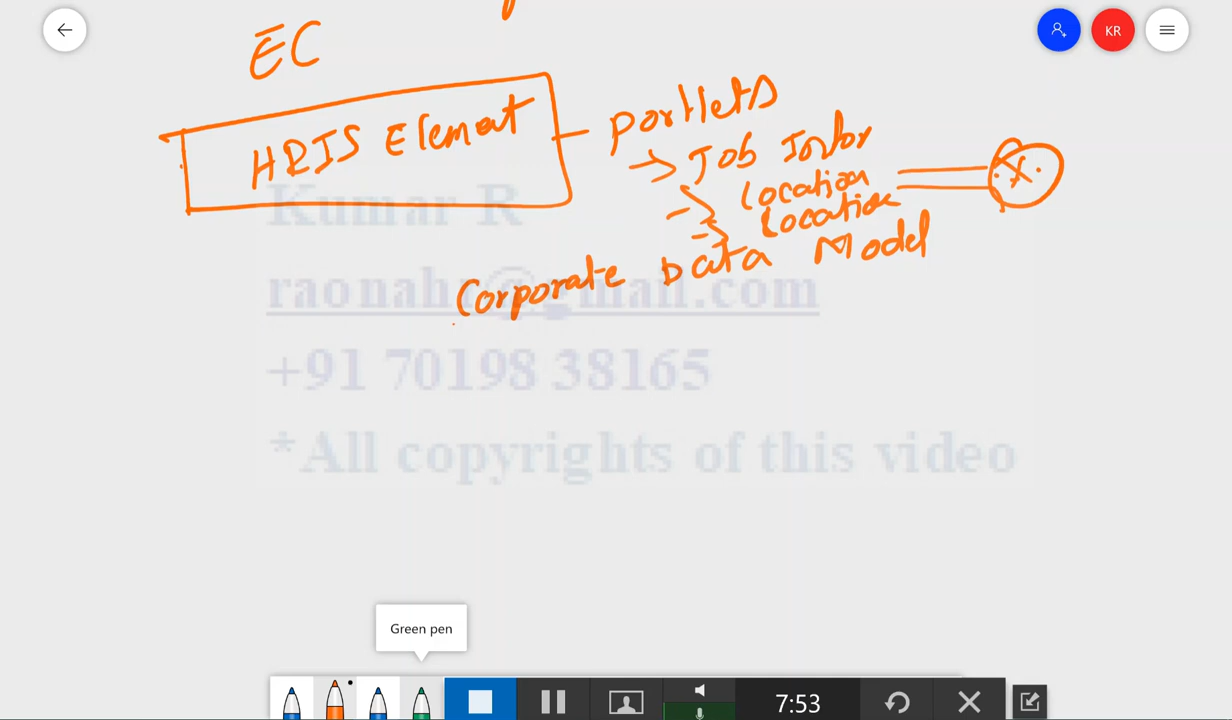 KR
EC
HRIS Element
portlets
Job Infor
location
location
Corporate Data Model
Kumar R
+91 70198 38165
*All copyrights of this video
Green pen
7:53